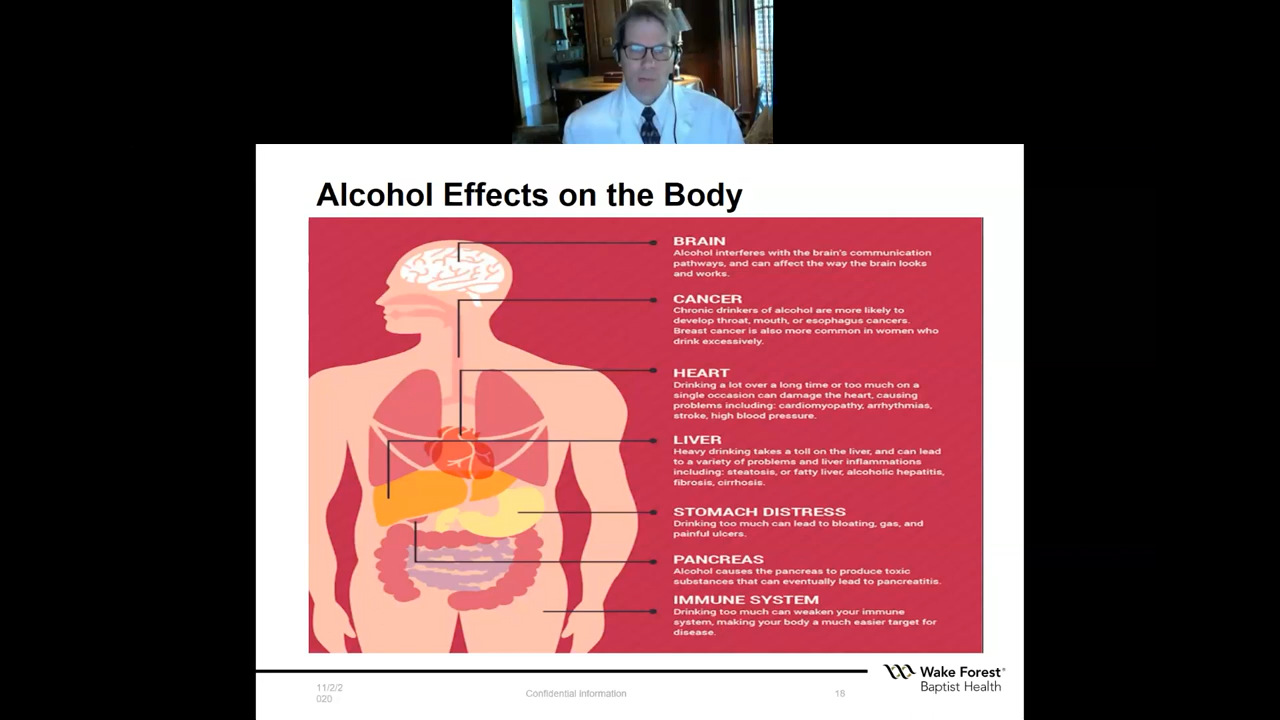 Alcohol Effects on the Body
BRAIN
Alcohol interferes with the brain's communication
pathways, and can affect the way the brain looks
and works.
CANCER
Chronic drinkers of alcohol are more likely to
develop throat, mouth, or esophagus cancers.
Breast cancer is also more common in women who
drink excessively.
HEART
Drinking a lot over a long time or too much on a
single occasion can damage the heart, causing
problems including: cardiomyopathy, arrhythmias,
stroke, high blood pressure.
LIVER
Heavy drinking takes a toll on the liver, and can lead
to a variety of problems and liver inflammations
including: steatosis, or fatty liver, alcoholic hepatitis,
fibrosis, cirrhosis.
STOMACH DISTRESS
Drinking too much can lead to bloating, gas, and
painful ulcers.
PANCREAS
Alcohol causes the pancreas to produce toxic
substances that can eventually lead to pancreatitis.
IMMUNE SYSTEM
Drinking too much can weaken your immune
system, making your body a much easier target for
disease.
11/2/2
020
Confidential Information
18
Wake Forest®
Baptist Health